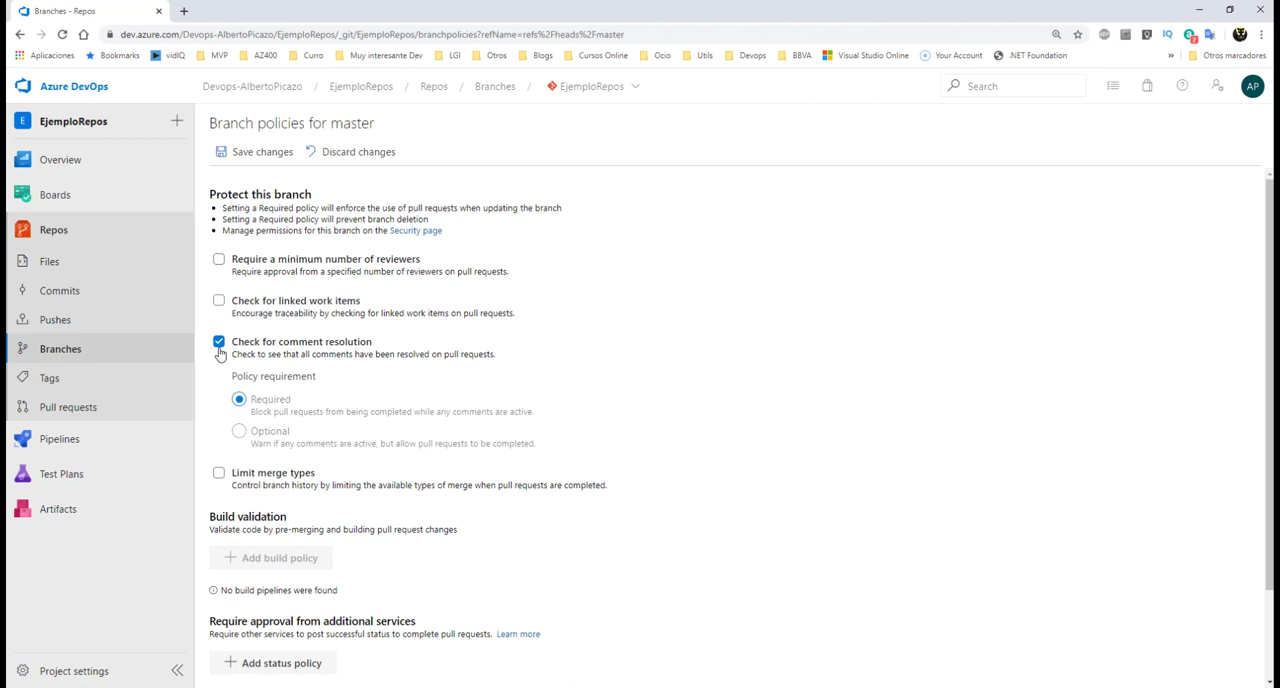 Branches - Repos
dev.azure.com/Devops-AlbertoPicazo/EjemploRepos/_git/EjemploRepos/branchpolicies?refName=refs%2Fheads%2Fmaster
Aplicaciones Bookmarks vidIQ MVP AZ400 Curro Muy interesante Dev LGI Otros Blogs Cursos Online Ocio Utils Devops BBVA Visual Studio Online Your Account .NET Foundation » Otros marcadores
Azure DevOps
Devops-AlbertoPicazo / EjemploRepos / Repos / Branches / EjemploRepos
Search
AP
E EjemploRepos
Overview
Boards
Repos
Files
Commits
Pushes
Branches
Tags
Pull requests
Pipelines
Test Plans
Artifacts
Project settings
Branch policies for master
Save changes Discard changes
Protect this branch
• Setting a Required policy will enforce the use of pull requests when updating the branch
• Setting a Required policy will prevent branch deletion
• Manage permissions for this branch on the Security page
Require a minimum number of reviewers
Require approval from a specified number of reviewers on pull requests.
Check for linked work items
Encourage traceability by checking for linked work items on pull requests.
Check for comment resolution
Check to see that all comments have been resolved on pull requests.
Policy requirement
Required
Block pull requests from being completed while any comments are active.
Optional
Warn if any comments are active, but allow pull requests to be completed.
Limit merge types
Control branch history by limiting the available types of merge when pull requests are completed.
Build validation
Validate code by pre-merging and building pull request changes
Add build policy
No build pipelines were found
Require approval from additional services
Require other services to post successful status to complete pull requests. Learn more
Add status policy